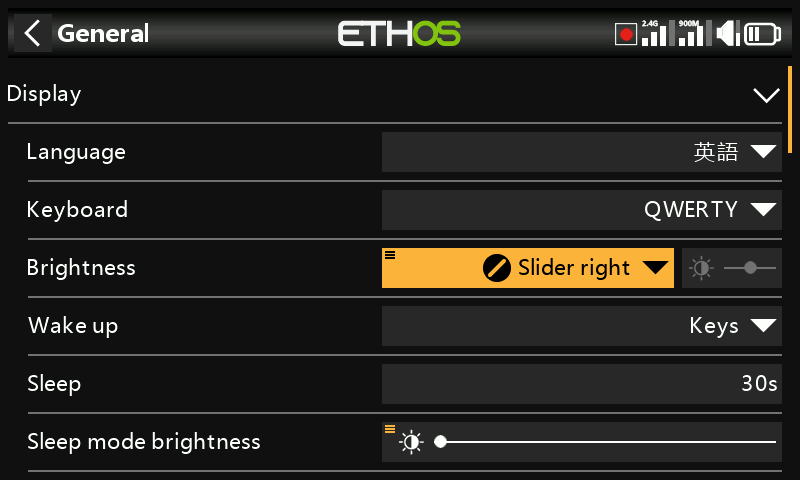 General
ETHOS
2.4G
900M
Display
Language
英語
Keyboard
QWERTY
Brightness
Slider right
Wake up
Keys
Sleep
30s
Sleep mode brightness